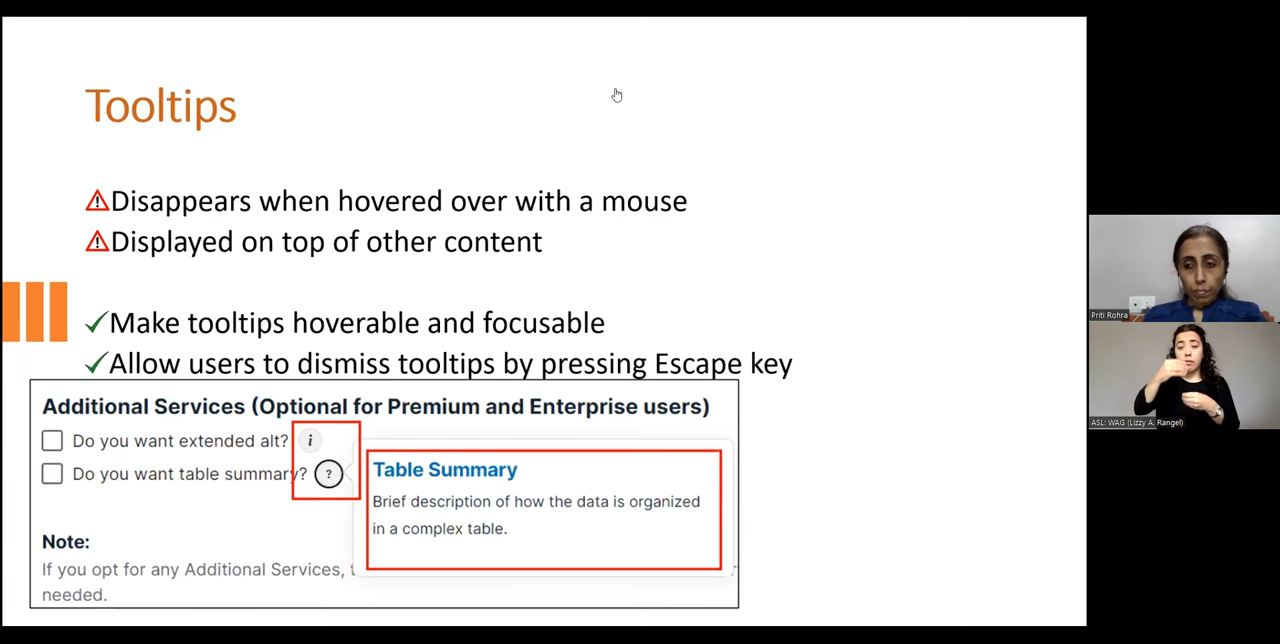 Tooltips
Disappears when hovered over with a mouse
Displayed on top of other content
Make tooltips hoverable and focusable
Allow users to dismiss tooltips by pressing Escape key
Additional Services (Optional for Premium and Enterprise users)
Do you want extended alt? i
Do you want table summary? ?
Table Summary
Brief description of how the data is organized
in a complex table.
Note:
If you opt for any Additional Services,
needed.
Priti Rohra
ASL: WAG (Lizzy A. Rangel)